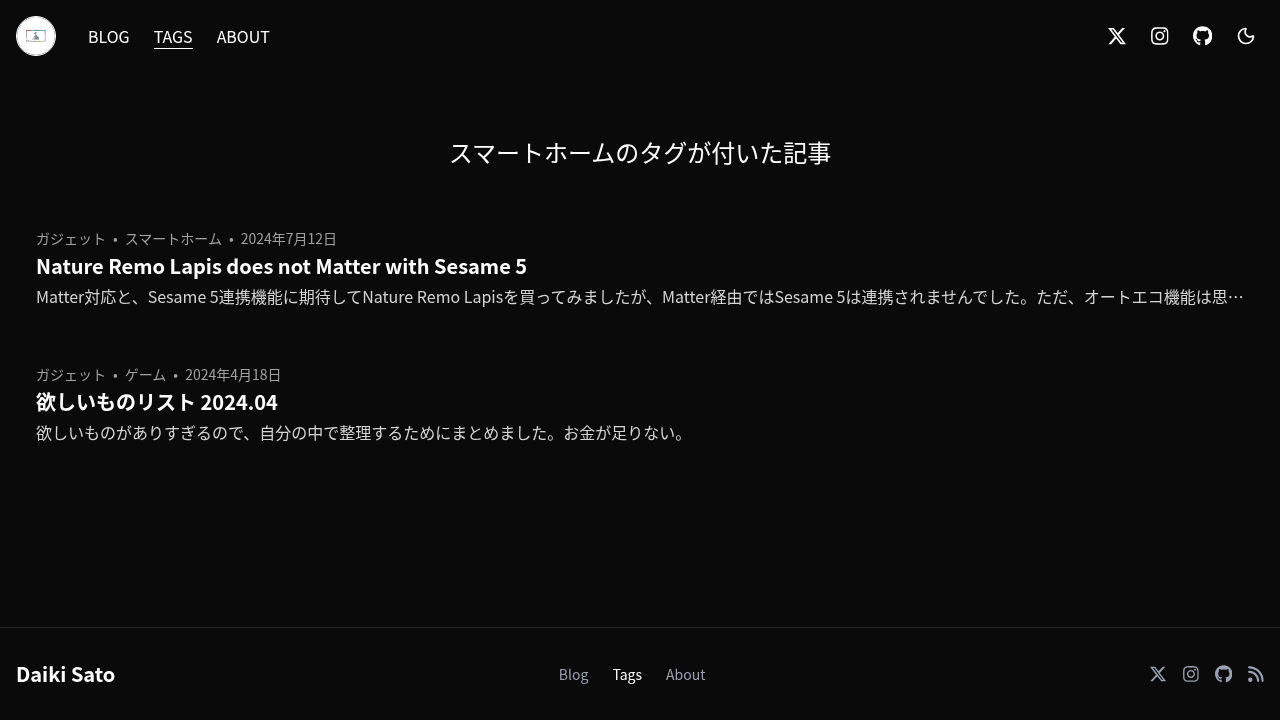 BLOG TAGS ABOUT
スマートホームのタグが付いた記事
ガジェット • スマートホーム • 2024年7月12日
Nature Remo Lapis does not Matter with Sesame 5
Matter対応と、Sesame 5連携機能に期待してNature Remo Lapisを買ってみましたが、Matter経由ではSesame 5は連携されませんでした。ただ、オートエコ機能は思…
ガジェット • ゲーム • 2024年4月18日
欲しいものリスト 2024.04
欲しいものがありすぎるので、自分の中で整理するためにまとめました。お金が足りない。
Daiki Sato
Blog Tags About